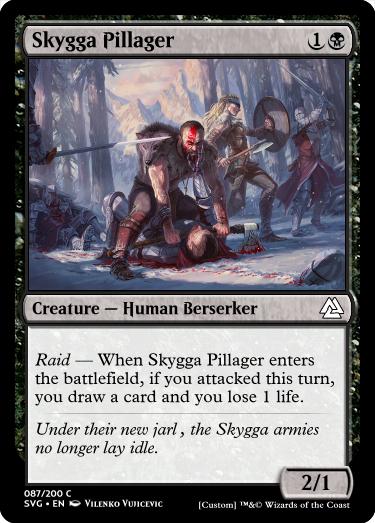 Skygga Pillager 1
Creature — Human Berserker
Raid — When Skygga Pillager enters
the battlefield, if you attacked this turn,
you draw a card and you lose 1 life.
Under their new jarl , the Skygga armies
no longer lay idle.
2/1
087/200 C
SVG • EN Vilenko Vujicevic
[Custom] ™&© Wizards of the Coast